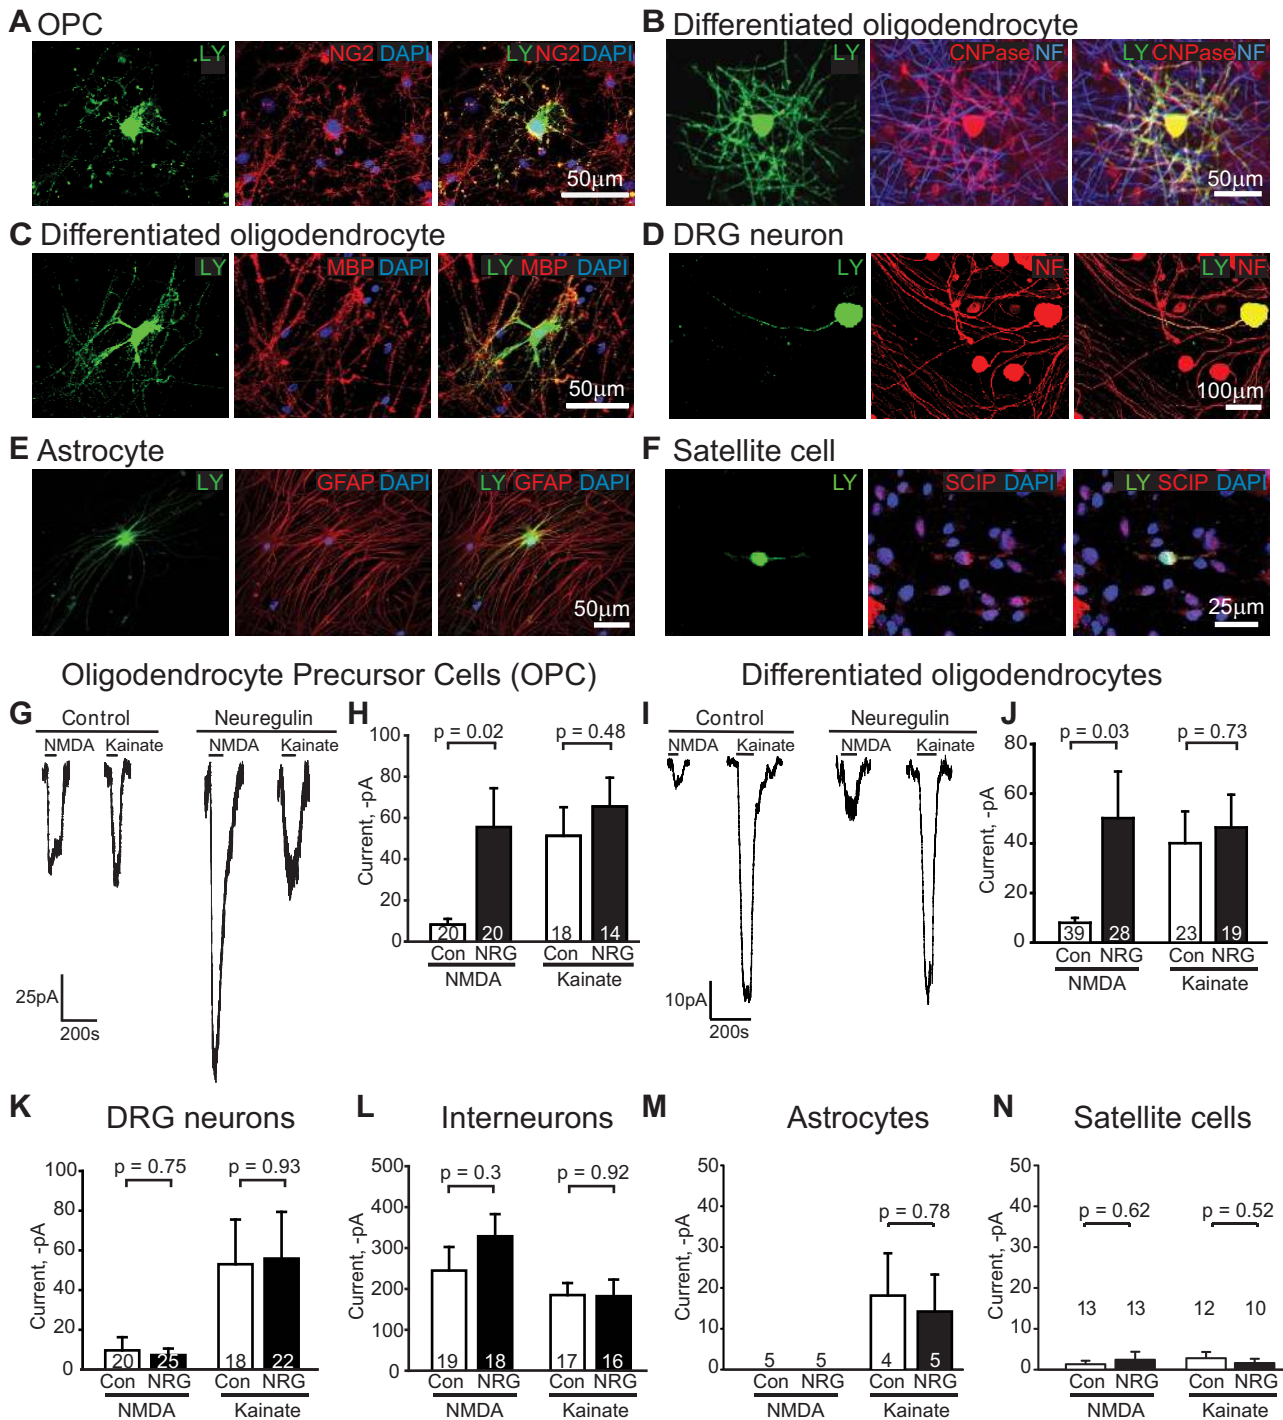 A OPC
LY
NG2 DAPI
LY NG2 DAPI
50μm
B Differentiated oligodendrocyte
LY
CNPase NF
LY CNPase NF
50μm
C Differentiated oligodendrocyte
LY
MBP DAPI
LY MBP DAPI
50μm
D DRG neuron
LY
NF
LY NF
100μm
E Astrocyte
LY
GFAP DAPI
LY GFAP DAPI
50μm
F Satellite cell
LY
SCIP DAPI
LY SCIP DAPI
25μm
Oligodendrocyte Precursor Cells (OPC)
Differentiated oligodendrocytes
G
Control
Neuregulin
NMDA
Kainate
NMDA
Kainate
25pA
200s
H
p = 0.02
p = 0.48
Current, -pA
100
80
60
40
20
0
20
20
18
14
Con NRG
Con NRG
NMDA
Kainate
I
Control
Neuregulin
NMDA
Kainate
NMDA
Kainate
10pA
200s
J
p = 0.03
p = 0.73
Current, -pA
80
60
40
20
0
39
28
23
19
Con NRG
Con NRG
NMDA
Kainate
K
DRG neurons
p = 0.75
p = 0.93
Current, -pA
100
80
60
40
20
0
20
25
18
22
Con NRG
Con NRG
NMDA
Kainate
L
Interneurons
p = 0.3
p = 0.92
Current, -pA
500
400
300
200
100
0
19
18
17
16
Con NRG
Con NRG
NMDA
Kainate
M
Astrocytes
p = 0.78
Current, -pA
50
40
30
20
10
0
5
5
4
5
Con NRG
Con NRG
NMDA
Kainate
N
Satellite cells
p = 0.62
p = 0.52
Current, -pA
50
40
30
20
10
0
13
13
12
10
Con NRG
Con NRG
NMDA
Kainate